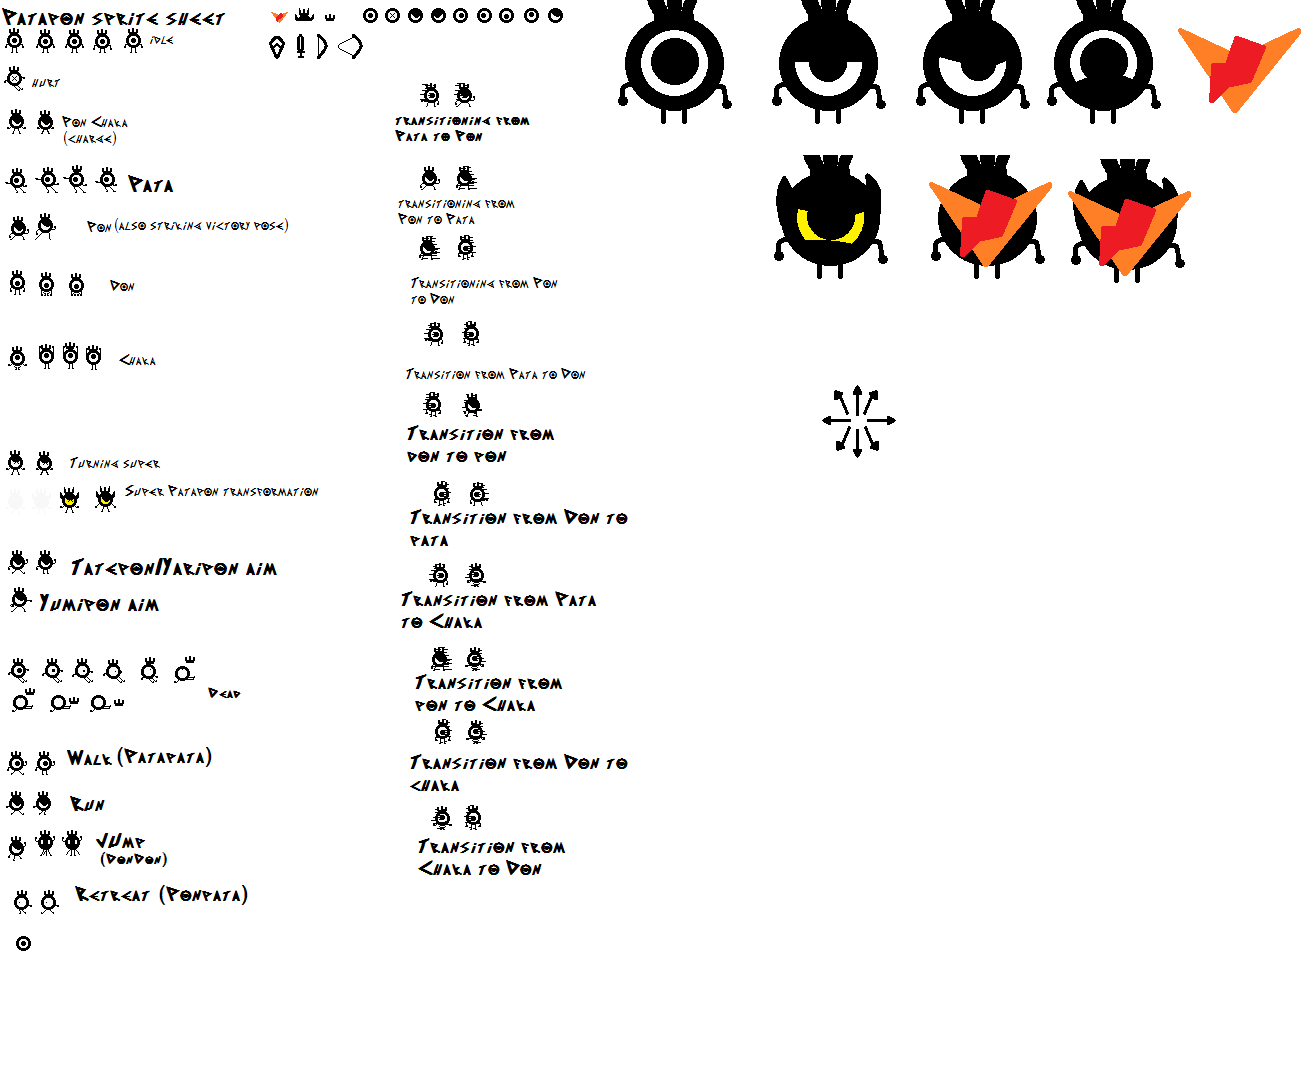 Patapon sprite sheet
idle
hurt
Pon Chaka
(charge)
Pata
Pon (also striking victory pose)
Don
Chaka
Turning super
Super Patapon transformation
Tatepon/Yaripon aim
Yumipon aim
Dead
Walk (Patapata)
Run
Jump
(DonDon)
Retreat (Ponpata)
transitioning from
Pata to Pon
transitioning from
Pon to Pata
Transitioning from Pon
to Don
Transition from Pata to Don
Transition from
don to pon
Transition from Don to
pata
Transition from Pata
to Chaka
Transition from
pon to Chaka
Transition from Don to
chaka
Transition from
Chaka to Don